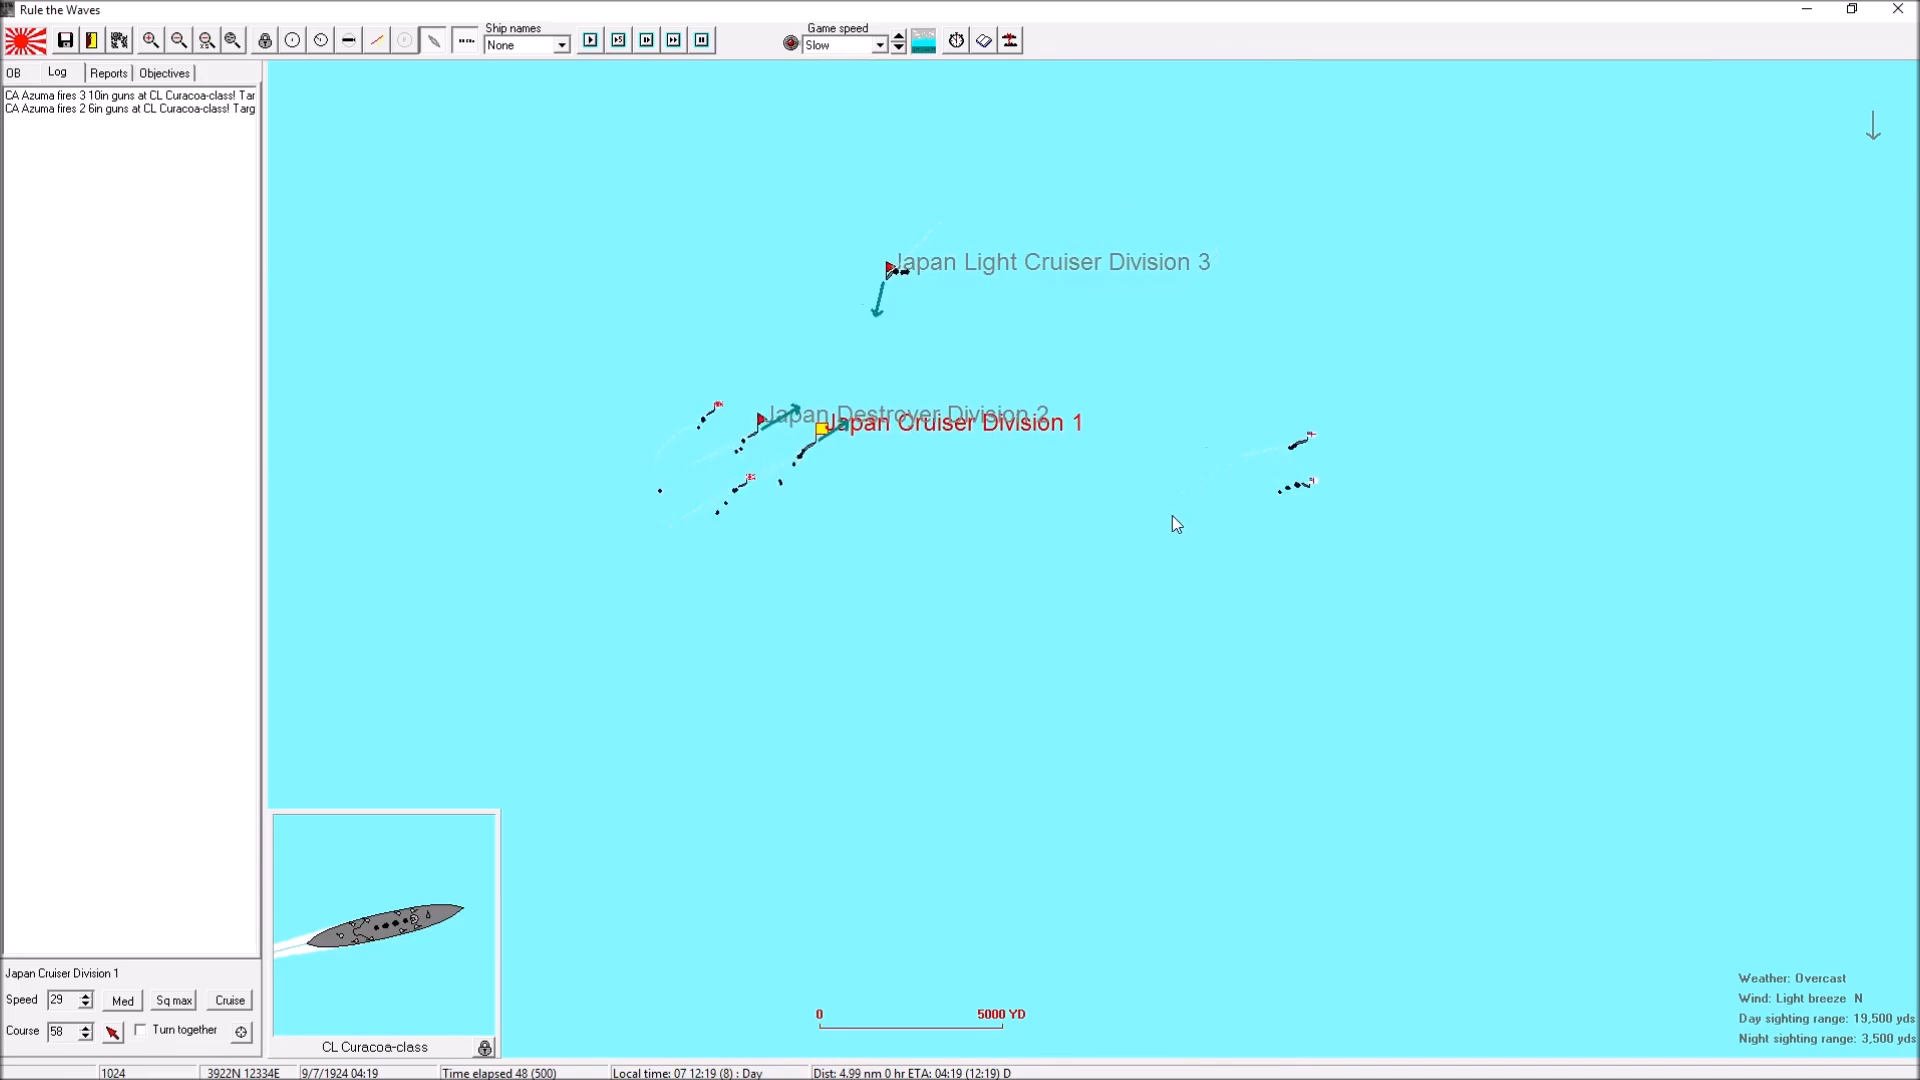 Rule the Waves
Ship names
None
Game speed
Slow
OB
Log
Reports
Objectives
CA Azuma fires 3 10in guns at CL Curacoa-class! Tar
CA Azuma fires 2 6in guns at CL Curacoa-class! Targ
Japan Light Cruiser Division 3
Japan Destroyer Division 2
Japan Cruiser Division 1
Japan Cruiser Division 1
Speed 29 Med Sq max Cruise
Course 58 Turn together
CL Curacoa-class
0 5000 YD
Weather: Overcast
Wind: Light breeze N
Day sighting range: 19,500 yds
Night sighting range: 3,500 yds
1024 3922N 12334E 9/7/1924 04:19 Time elapsed 48 (500) Local time: 07 12:19 (8) : Day Dist: 4.99 nm 0 hr ETA: 04:19 (12:19) D